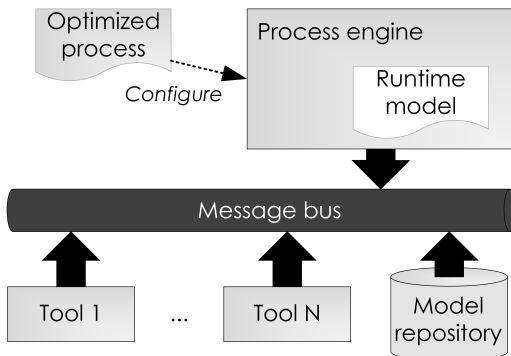 Optimized
process
Process engine
Configure
Runtime
model
Message bus
Tool 1
...
Tool N
Model
repository